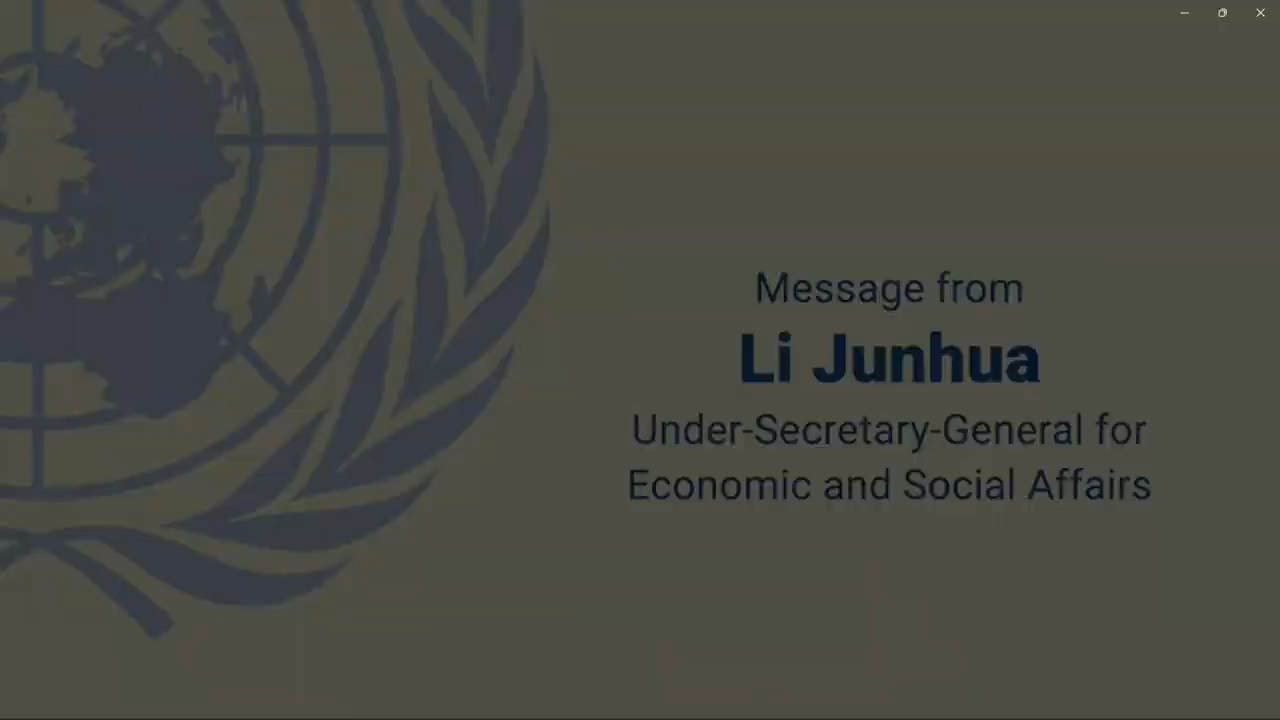 Message from
Li Junhua
Under-Secretary-General for
Economic and Social Affairs